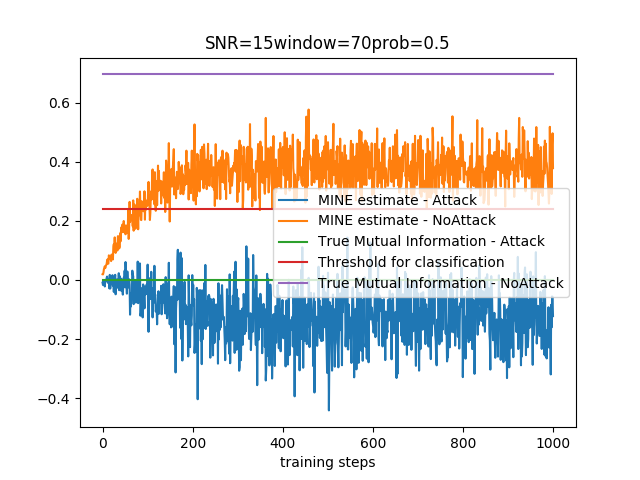 SNR=15window=70prob=0.5
0.6
0.4
0.2
0.0
−0.2
−0.4
MINE estimate - Attack
MINE estimate - NoAttack
True Mutual Information - Attack
Threshold for classification
True Mutual Information - NoAttack
0 200 400 600 800 1000
training steps